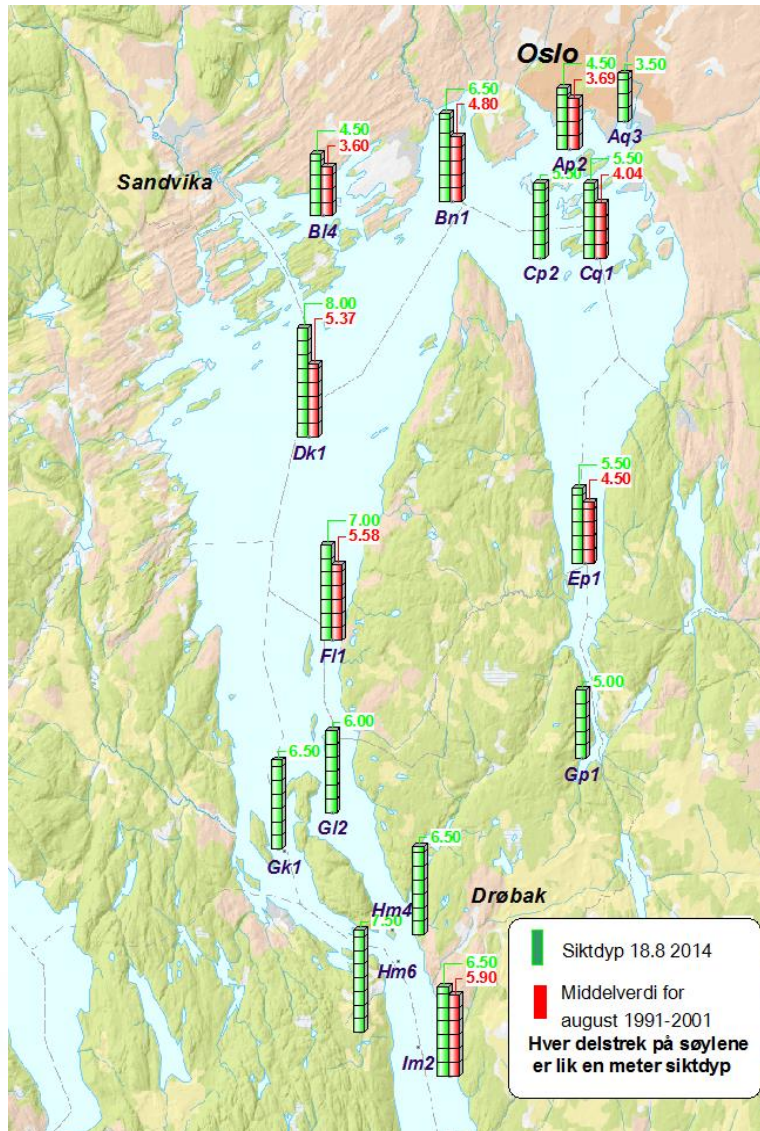 Oslo
4.50
3.69
3.50
6.50
4.80
Aq3
4.50
3.60
Ap2
Sandvika
5.50
5.50
4.04
Bn1
Bl4
Cp2
Cq1
8.00
5.37
Dk1
5.50
4.50
7.00
5.58
Ep1
Fl1
5.00
6.00
6.50
Gp1
Gl2
6.50
Gk1
Drøbak
Hm4
7.50
Hm6
6.50
5.90
Im2
Siktdyp 18.8 2014
Middelverdi for
august 1991-2001
Hver delstrek på søylene
er lik en meter siktdyp